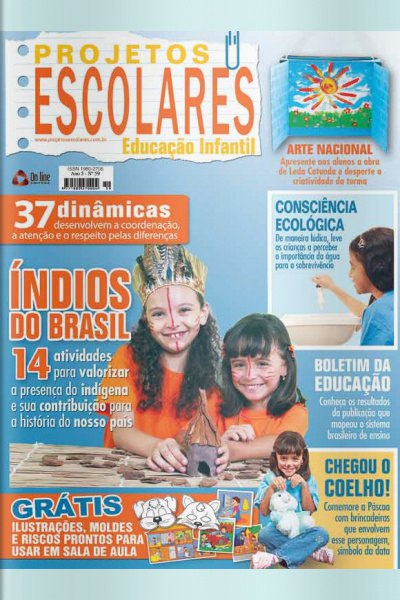 PROJETOS
ESCOLARES
Educação Infantil
www.projetosescolares.com.br
On line
EDITORA
ISSN 1980-2706
Ano 5 - Nº 59
ARTE NACIONAL
Apresente aos alunos a obra
de Leda Catunda e desperte a
criatividade da turma
37 dinâmicas
desenvolvem a coordenação,
a atenção e o respeito pelas diferenças
CONSCIÊNCIA
ECOLÓGICA
De maneira lúdica, leve
as crianças a perceber
a importância da água
para a sobrevivência
ÍNDIOS
DO BRASIL
14 atividades
para valorizar
a presença do indígena
e sua contribuição para
a história do nosso país
BOLETIM DA
EDUCAÇÃO
Conheça os resultados
da publicação que
mapeou o sistema
brasileiro de ensino
CHEGOU O
COELHO!
Comemore a Páscoa
com brincadeiras
que envolvem
esse personagem,
símbolo da data
GRÁTIS
ILUSTRAÇÕES, MOLDES
E RISCOS PRONTOS PARA
USAR EM SALA DE AULA